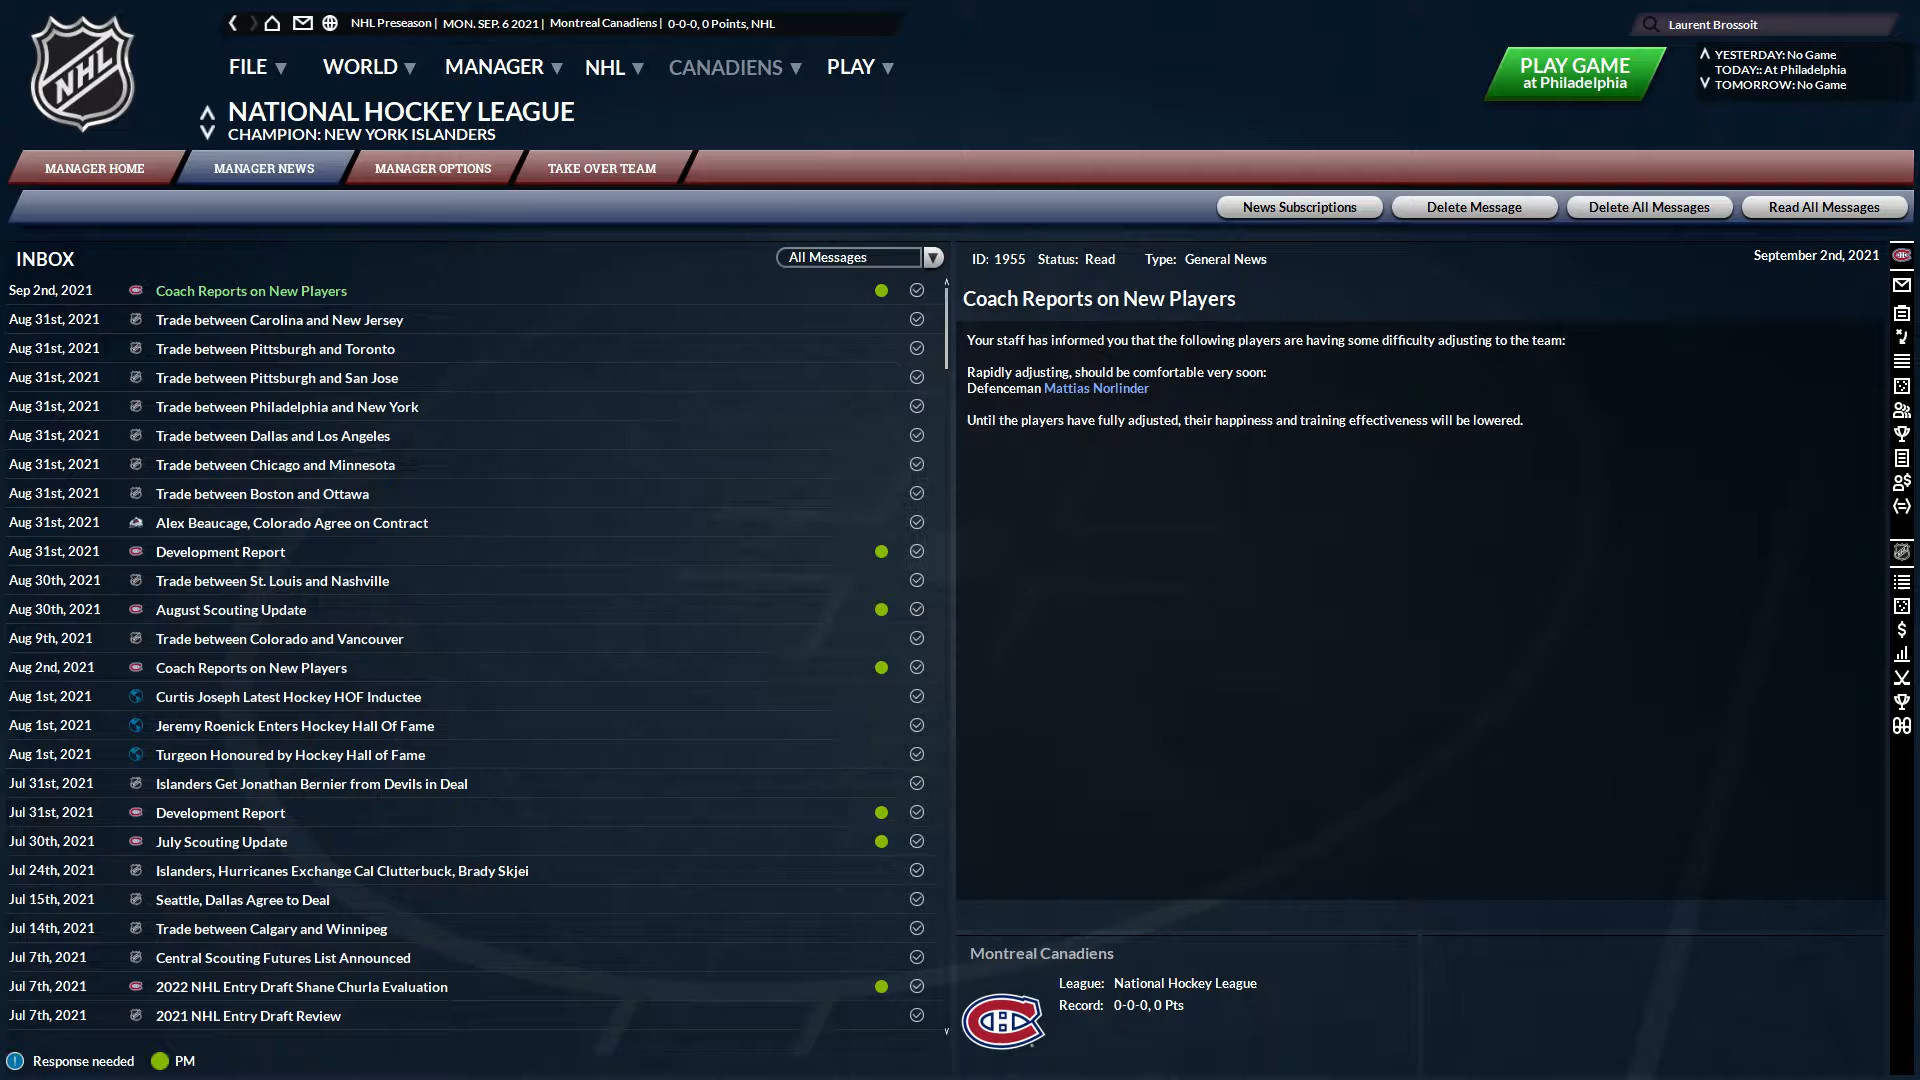 NHL Preseason | MON. SEP. 6 2021 | Montreal Canadiens | 0-0-0, 0 Points, NHL
Laurent Brossoit
NHL
FILE WORLD MANAGER NHL CANADIENS PLAY
PLAY GAME
at Philadelphia
YESTERDAY: No Game
TODAY:: At Philadelphia
TOMORROW: No Game
NATIONAL HOCKEY LEAGUE
CHAMPION: NEW YORK ISLANDERS
MANAGER HOME MANAGER NEWS MANAGER OPTIONS TAKE OVER TEAM
News Subscriptions Delete Message Delete All Messages Read All Messages
INBOX All Messages
Sep 2nd, 2021 Coach Reports on New Players
Aug 31st, 2021 Trade between Carolina and New Jersey
Aug 31st, 2021 Trade between Pittsburgh and Toronto
Aug 31st, 2021 Trade between Pittsburgh and San Jose
Aug 31st, 2021 Trade between Philadelphia and New York
Aug 31st, 2021 Trade between Dallas and Los Angeles
Aug 31st, 2021 Trade between Chicago and Minnesota
Aug 31st, 2021 Trade between Boston and Ottawa
Aug 31st, 2021 Alex Beaucage, Colorado Agree on Contract
Aug 31st, 2021 Development Report
Aug 30th, 2021 Trade between St. Louis and Nashville
Aug 30th, 2021 August Scouting Update
Aug 9th, 2021 Trade between Colorado and Vancouver
Aug 2nd, 2021 Coach Reports on New Players
Aug 1st, 2021 Curtis Joseph Latest Hockey HOF Inductee
Aug 1st, 2021 Jeremy Roenick Enters Hockey Hall Of Fame
Aug 1st, 2021 Turgeon Honoured by Hockey Hall of Fame
Jul 31st, 2021 Islanders Get Jonathan Bernier from Devils in Deal
Jul 31st, 2021 Development Report
Jul 30th, 2021 July Scouting Update
Jul 24th, 2021 Islanders, Hurricanes Exchange Cal Clutterbuck, Brady Skjei
Jul 15th, 2021 Seattle, Dallas Agree to Deal
Jul 14th, 2021 Trade between Calgary and Winnipeg
Jul 7th, 2021 Central Scouting Futures List Announced
Jul 7th, 2021 2022 NHL Entry Draft Shane Churla Evaluation
Jul 7th, 2021 2021 NHL Entry Draft Review
Response needed PM
ID: 1955 Status: Read Type: General News September 2nd, 2021
Coach Reports on New Players
Your staff has informed you that the following players are having some difficulty adjusting to the team:
Rapidly adjusting, should be comfortable very soon:
Defenceman Mattias Norlinder
Until the players have fully adjusted, their happiness and training effectiveness will be lowered.
Montreal Canadiens
League: National Hockey League
Record: 0-0-0, 0 Pts